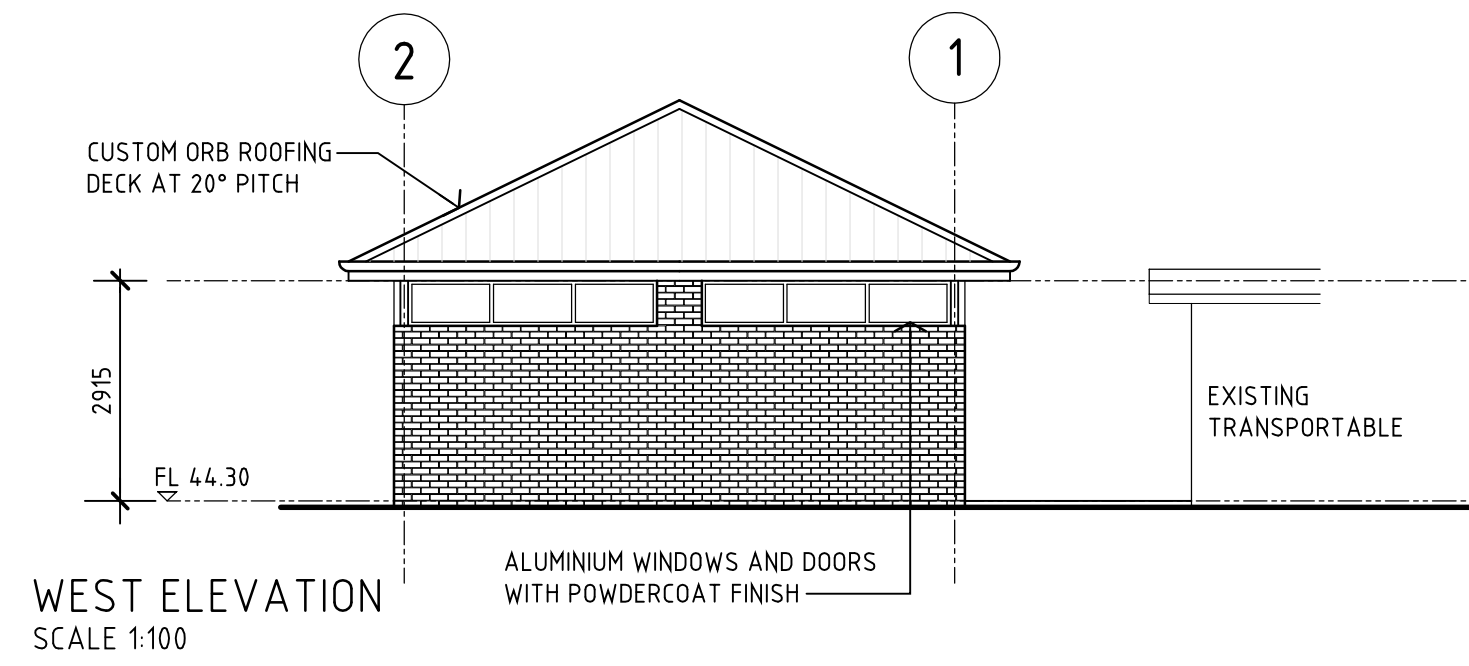 2
1
CUSTOM ORB ROOFING
DECK AT 20° PITCH
2915
FL 44.30
EXISTING
TRANSPORTABLE
ALUMINIUM WINDOWS AND DOORS
WITH POWDERCOAT FINISH
WEST ELEVATION
SCALE 1:100